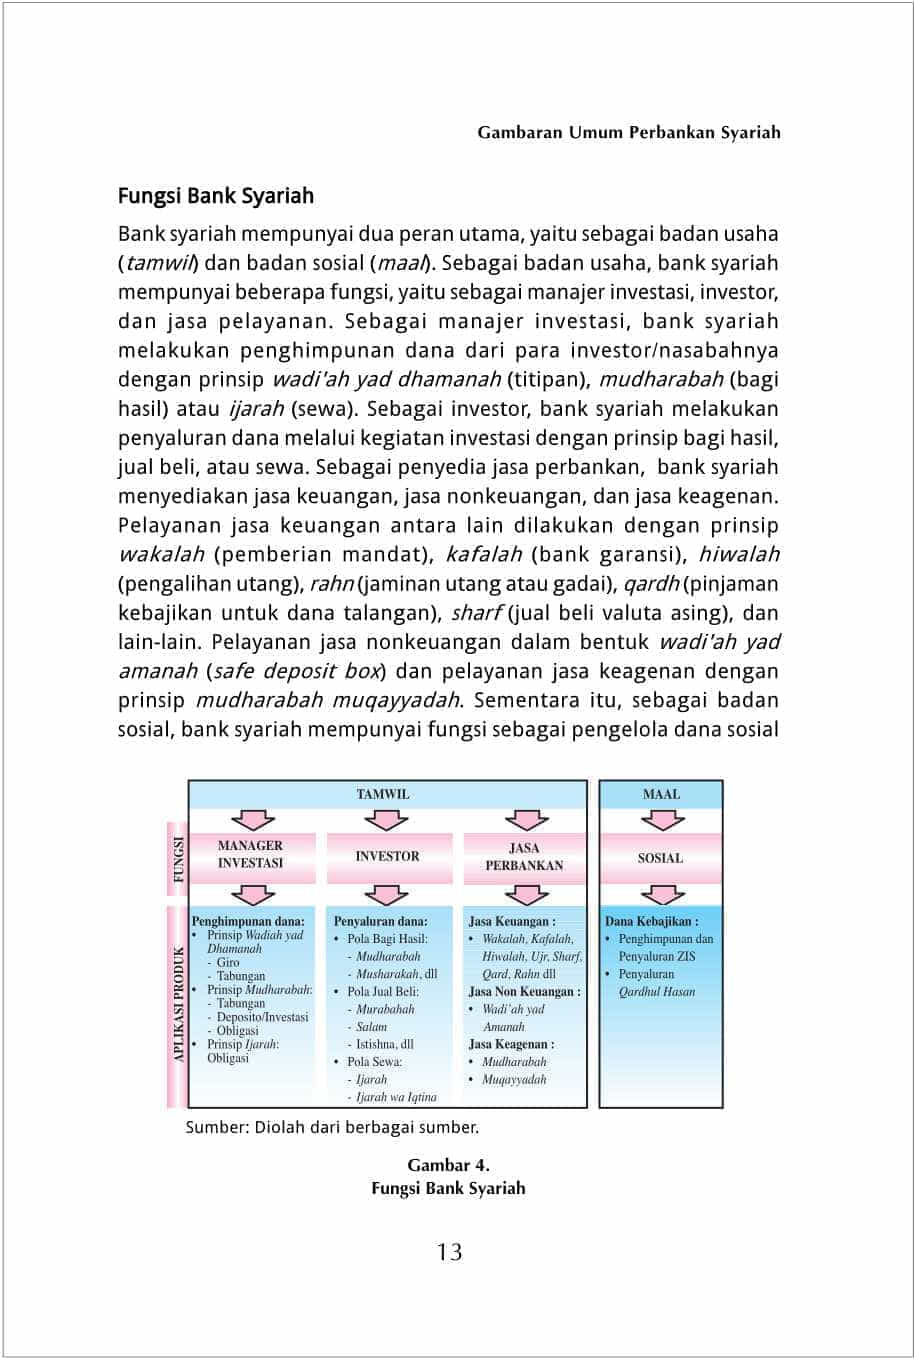 Gambaran Umum Perbankan Syariah
Fungsi Bank Syariah
Bank syariah mempunyai dua peran utama, yaitu sebagai badan usaha
(tamwil) dan badan sosial (maal). Sebagai badan usaha, bank syariah
mempunyai beberapa fungsi, yaitu sebagai manajer investasi, investor,
dan jasa pelayanan. Sebagai manajer investasi, bank syariah
melakukan penghimpunan dana dari para investor/nasabahnya
dengan prinsip wadi'ah yad dhamanah (titipan), mudharabah (bagi
hasil) atau ijarah (sewa). Sebagai investor, bank syariah melakukan
penyaluran dana melalui kegiatan investasi dengan prinsip bagi hasil,
jual beli, atau sewa. Sebagai penyedia jasa perbankan, bank syariah
menyediakan jasa keuangan, jasa nonkeuangan, dan jasa keagenan.
Pelayanan jasa keuangan antara lain dilakukan dengan prinsip
wakalah (pemberian mandat), kafalah (bank garansi), hiwalah
(pengalihan utang), rahn (jaminan utang atau gadai), qardh (pinjaman
kebajikan untuk dana talangan), sharf (jual beli valuta asing), dan
lain-lain. Pelayanan jasa nonkeuangan dalam bentuk wadi'ah yad
amanah (safe deposit box) dan pelayanan jasa keagenan dengan
prinsip mudharabah muqayyadah. Sementara itu, sebagai badan
sosial, bank syariah mempunyai fungsi sebagai pengelola dana sosial
TAMWIL
MAAL
FUNGSI
MANAGER
INVESTASI
INVESTOR
JASA
PERBANKAN
SOSIAL
APLIKASI PRODUK
Penghimpunan dana:
• Prinsip Wadiah yad
Dhamanah
- Giro
- Tabungan
• Prinsip Mudharabah:
- Tabungan
- Deposito/Investasi
- Obligasi
• Prinsip Ijarah:
Obligasi
Penyaluran dana:
• Pola Bagi Hasil:
- Mudharabah
- Musharakah, dll
• Pola Jual Beli:
- Murabahah
- Salam
- Istishna, dll
• Pola Sewa:
- Ijarah
- Ijarah wa Iqtina
Jasa Keuangan :
• Wakalah, Kafalah,
Hiwalah, Ujr, Sharf,
Qard, Rahn dll
Jasa Non Keuangan :
• Wadi'ah yad
Amanah
Jasa Keagenan :
• Mudharabah
• Muqayyadah
Dana Kebajikan :
• Penghimpunan dan
Penyaluran ZIS
• Penyaluran
Qardhul Hasan
Sumber: Diolah dari berbagai sumber.
Gambar 4.
Fungsi Bank Syariah
13